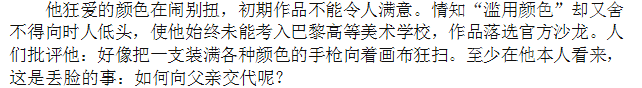 他狂爱的颜色在闹别扭，初期作品不能令人满意。情知“滥用颜色”却又舍
不得向时人低头，使他始终未能考入巴黎高等美术学校，作品落选官方沙龙。人
们批评他：好像把一支装满各种颜色的手枪向着画布狂扫。至少在他本人看来，
这是丢脸的事：如何向父亲交代呢？